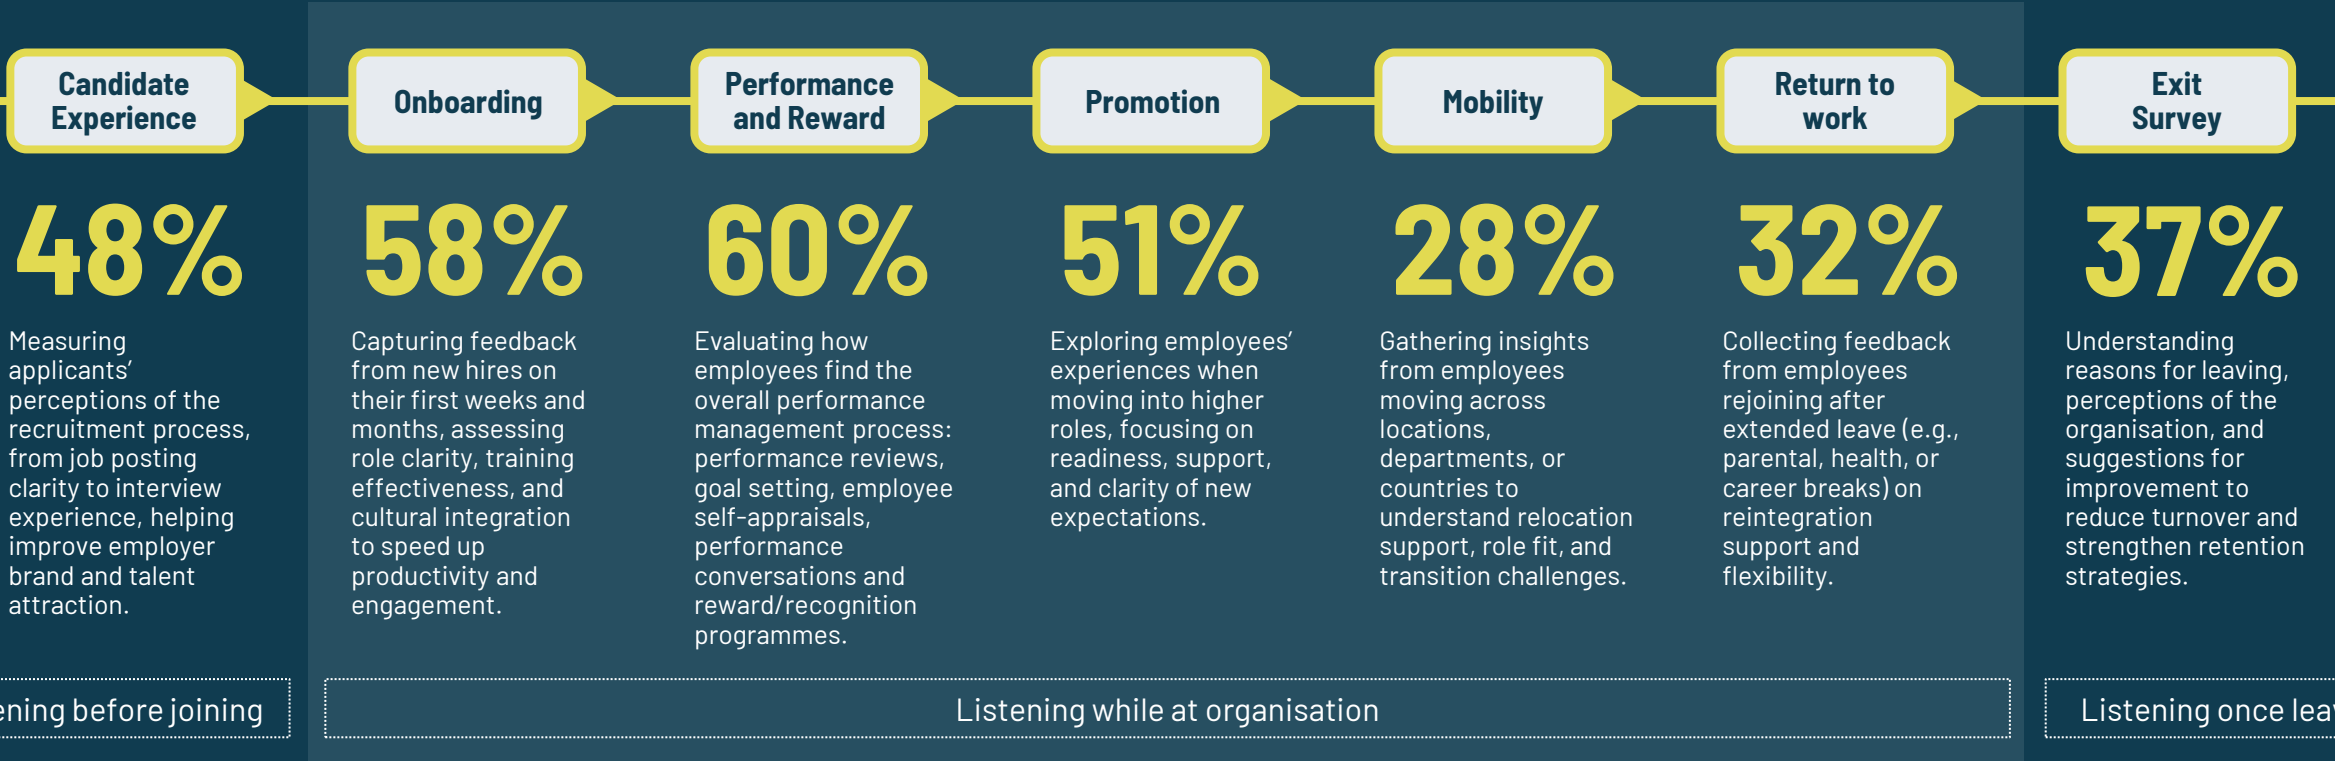 Candidate
Experience
48%
Measuring
applicants’
perceptions of the
recruitment process,
from job posting
clarity to interview
experience, helping
improve employer
brand and talent
attraction.
Onboarding
58%
Capturing feedback
from new hires on
their first weeks and
months, assessing
role clarity, training
effectiveness, and
cultural integration
to speed up
productivity and
engagement.
Performance
and Reward
60%
Evaluating how
employees find the
overall performance
management process:
performance reviews,
goal setting, employee
self-appraisals,
performance
conversations and
reward/recognition
programmes.
Promotion
51%
Exploring employees’
experiences when
moving into higher
roles, focusing on
readiness, support,
and clarity of new
expectations.
Mobility
28%
Gathering insights
from employees
moving across
locations,
departments, or
countries to
understand relocation
support, role fit, and
transition challenges.
Return to
work
32%
Collecting feedback
from employees
rejoining after
extended leave (e.g.,
parental, health, or
career breaks) on
reintegration
support and
flexibility.
Exit
Survey
37%
Understanding
reasons for leaving,
perceptions of the
organisation, and
suggestions for
improvement to
reduce turnover and
strengthen retention
strategies.
before joining
Listening while at organisation
Listening once